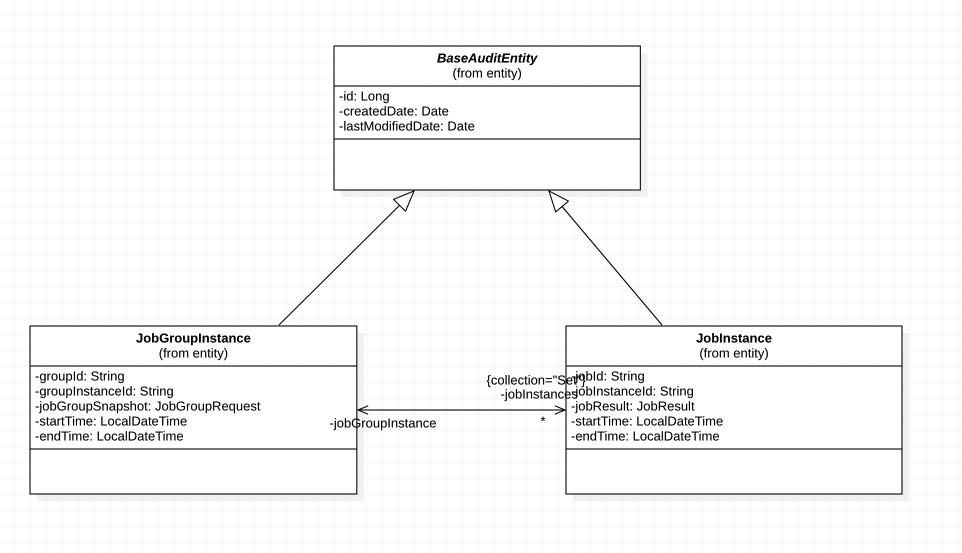 BaseAuditEntity
(from entity)
-id: Long
-createdDate: Date
-lastModifiedDate: Date
JobGroupInstance
(from entity)
-groupId: String
-groupInstanceId: String
-jobGroupSnapshot: JobGroupRequest
-startTime: LocalDateTime
-endTime: LocalDateTime
{collection="Set"}
-jobInstances
-jobGroupInstance
*
JobInstance
(from entity)
-jobId: String
-jobInstanceId: String
-jobResult: JobResult
-startTime: LocalDateTime
-endTime: LocalDateTime